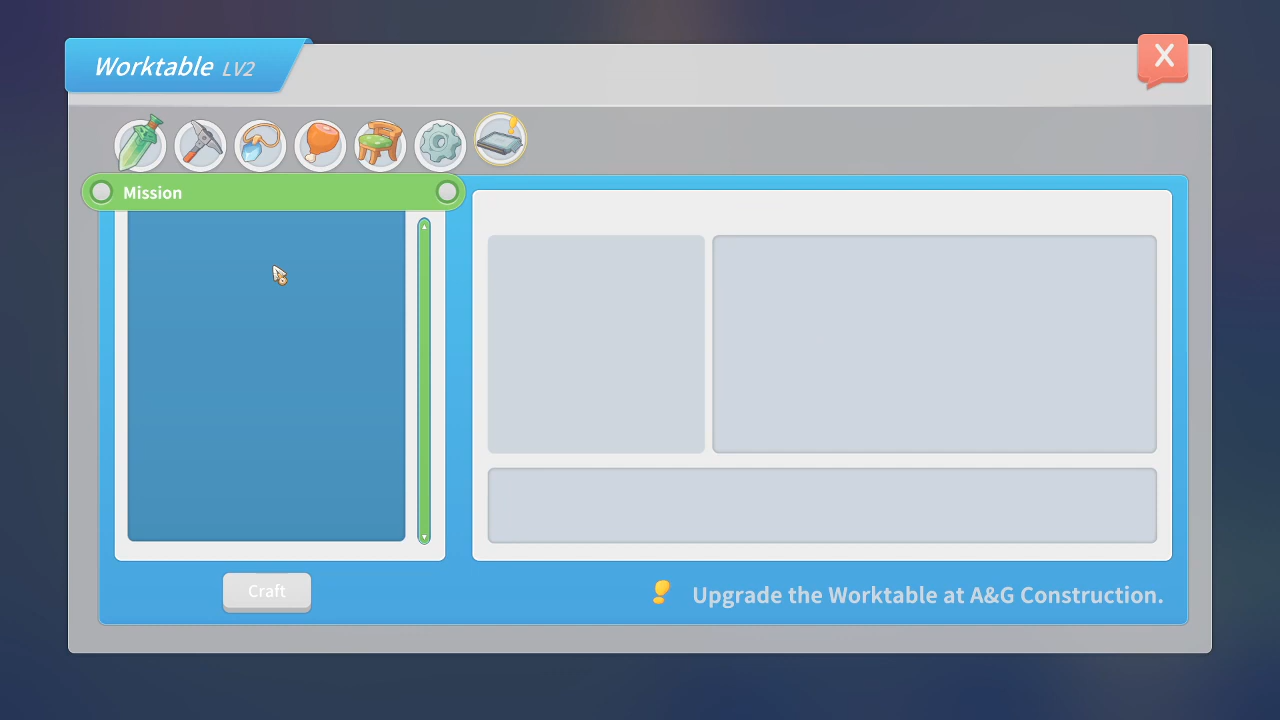 Worktable LV2
X
Mission
Craft
Upgrade the Worktable at A&G Construction.